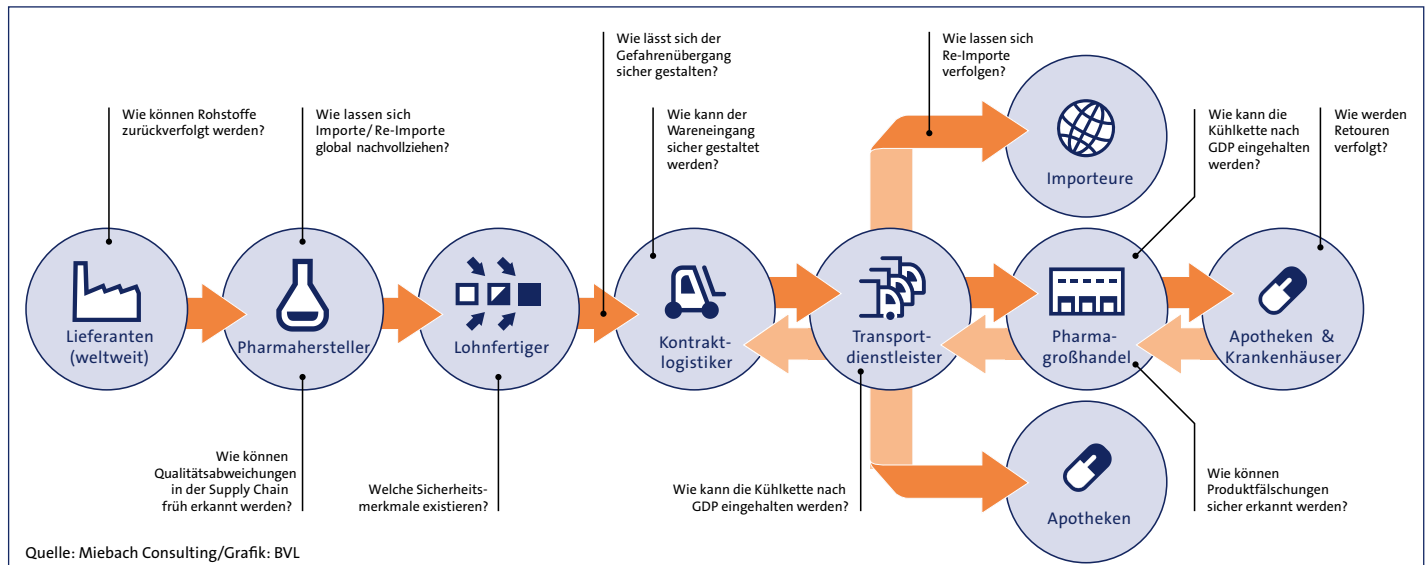 Wie lässt sich der
Gefahrenübergang
sicher gestalten?
Wie lassen sich
Re-Importe
verfolgen?
Wie können Rohstoffe
zurückverfolgt werden?
Wie lassen sich
Importe/ Re-Importe
global nachvollziehen?
Wie kann der
Wareneingang
sicher gestaltet
werden?
Wie kann die
Kühlkette nach
GDP eingehalten
werden?
Wie werden
Retouren
verfolgt?
Importeure
Lieferanten
(weltweit)
Pharmahersteller
Lohnfertiger
Kontrakt-
logistiker
Transport-
dienstleister
Pharma-
großhandel
Apotheken &
Krankenhäuser
Wie können
Qualitätsabweichungen
in der Supply Chain
früh erkannt werden?
Welche Sicherheits-
merkmale existieren?
Wie kann die Kühlkette nach
GDP eingehalten werden?
Apotheken
Wie können
Produktfälschungen
sicher erkannt werden?
Quelle: Miebach Consulting/Grafik: BVL